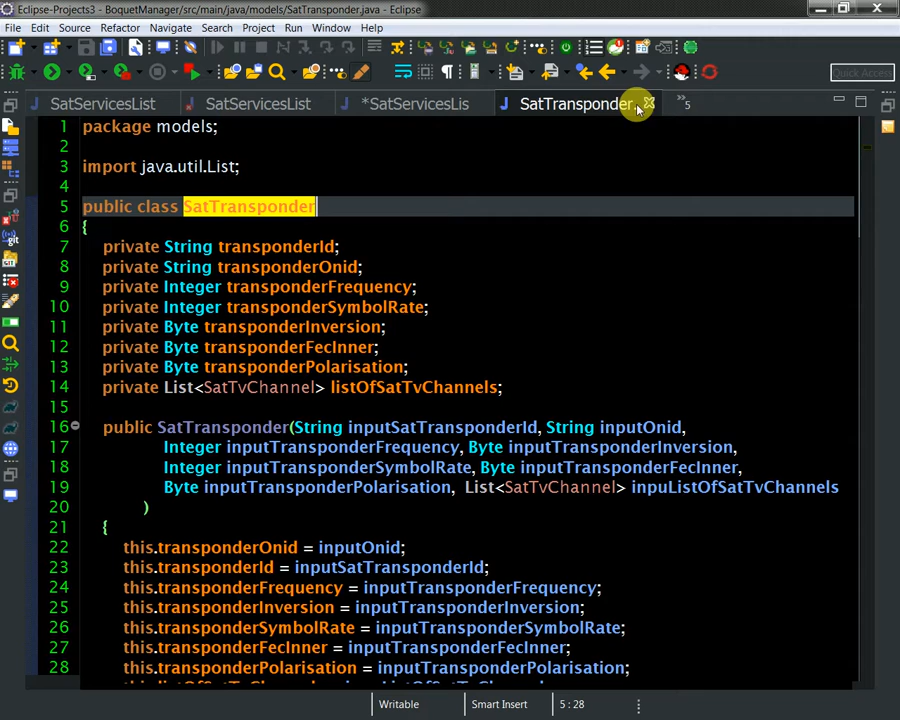 Eclipse-Projects3 - BoquetManager/src/main/java/models/SatTransponder.java - Eclipse
File Edit Source Refactor Navigate Search Project Run Window Help
Quick Access
SatServicesList SatServicesList *SatServicesLis SatTransponder. »5
1 package models;
2
3 import java.util.List;
4
5 public class SatTransponder
6 {
7 private String transponderId;
8 private String transponderOnid;
9 private Integer transponderFrequency;
10 private Integer transponderSymbolRate;
11 private Byte transponderInversion;
12 private Byte transponderFecInner;
13 private Byte transponderPolarisation;
14 private List<SatTvChannel> listOfSatTvChannels;
15
16 public SatTransponder(String inputSatTransponderId, String inputOnid,
17 Integer inputTransponderFrequency, Byte inputTransponderInversion,
18 Integer inputTransponderSymbolRate, Byte inputTransponderFecInner,
19 Byte inputTransponderPolarisation, List<SatTvChannel> inpuListOfSatTvChannels
20 )
21 {
22 this.transponderOnid = inputOnid;
23 this.transponderId = inputSatTransponderId;
24 this.transponderFrequency = inputTransponderFrequency;
25 this.transponderInversion = inputTransponderInversion;
26 this.transponderSymbolRate = inputTransponderSymbolRate;
27 this.transponderFecInner = inputTransponderFecInner;
28 this.transponderPolarisation = inputTransponderPolarisation;
Writable Smart Insert 5 : 28